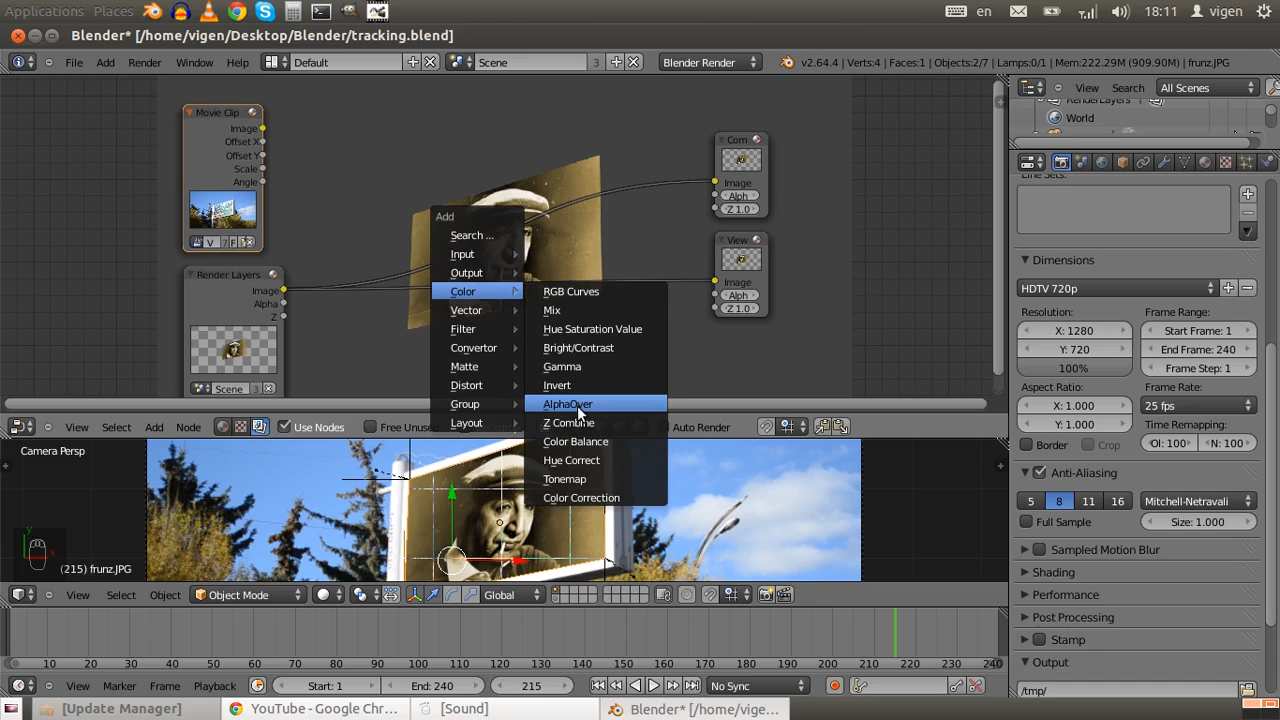 Applications Places en 18:11 vigen
Blender* [/home/vigen/Desktop/Blender/tracking.blend]
File Add Render Window Help Default Scene 3 Blender Render v2.64.4 | Verts:4 | Faces:1 | Objects:2/7 | Lamps:0/1 | Mem:222.29M (909.90M) | frunz.JPG
View Search All Scenes
World
Movie Clip
Image
Offset X
Offset Y
Scale
Angle
V
F
Render Layers
Image
Alpha
Z
Scene 3
Com
Image
Alph
Z 1.0
View
Image
Alph
Z 1.0
Add
Search ...
Input
Output
Color
Vector
Filter
Convertor
Matte
Distort
Group
Layout
RGB Curves
Mix
Hue Saturation Value
Bright/Contrast
Gamma
Invert
AlphaOver
Z Combine
Color Balance
Hue Correct
Tonemap
Color Correction
View Select Add Node Use Nodes Free Unused Auto Render
Camera Persp
y
x
(215) frunz.JPG
View Select Object Object Mode Global
10 20 30 40 50 60 70 80 90 100 110 120 130 140 150 160 170 180 190 200 210 220 230 240
View Marker Frame Playback Start: 1 End: 240 215 No Sync
Dimensions
HDTV 720p
Resolution: Frame Range:
X: 1280 Start Frame: 1
Y: 720 End Frame: 240
100% Frame Step: 1
Aspect Ratio: Frame Rate:
X: 1.000 25 fps
Y: 1.000 Time Remapping:
Border Crop Ol: 100 N: 100
Anti-Aliasing
5 8 11 16 Mitchell-Netravali
Full Sample Size: 1.000
Sampled Motion Blur
Shading
Performance
Post Processing
Stamp
Output
/tmp/
[Update Manager] YouTube - Google Chr... [Sound] Blender* [/home/vige...